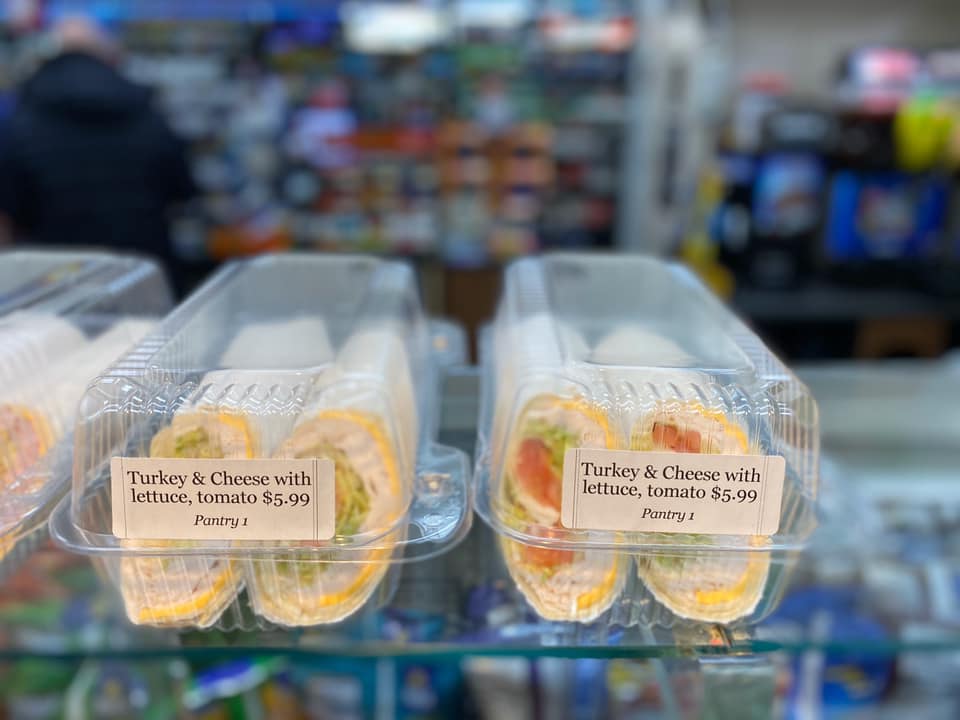 Turkey & Cheese with
lettuce, tomato $5.99
Pantry 1
Turkey & Cheese with
lettuce, tomato $5.99
Pantry 1